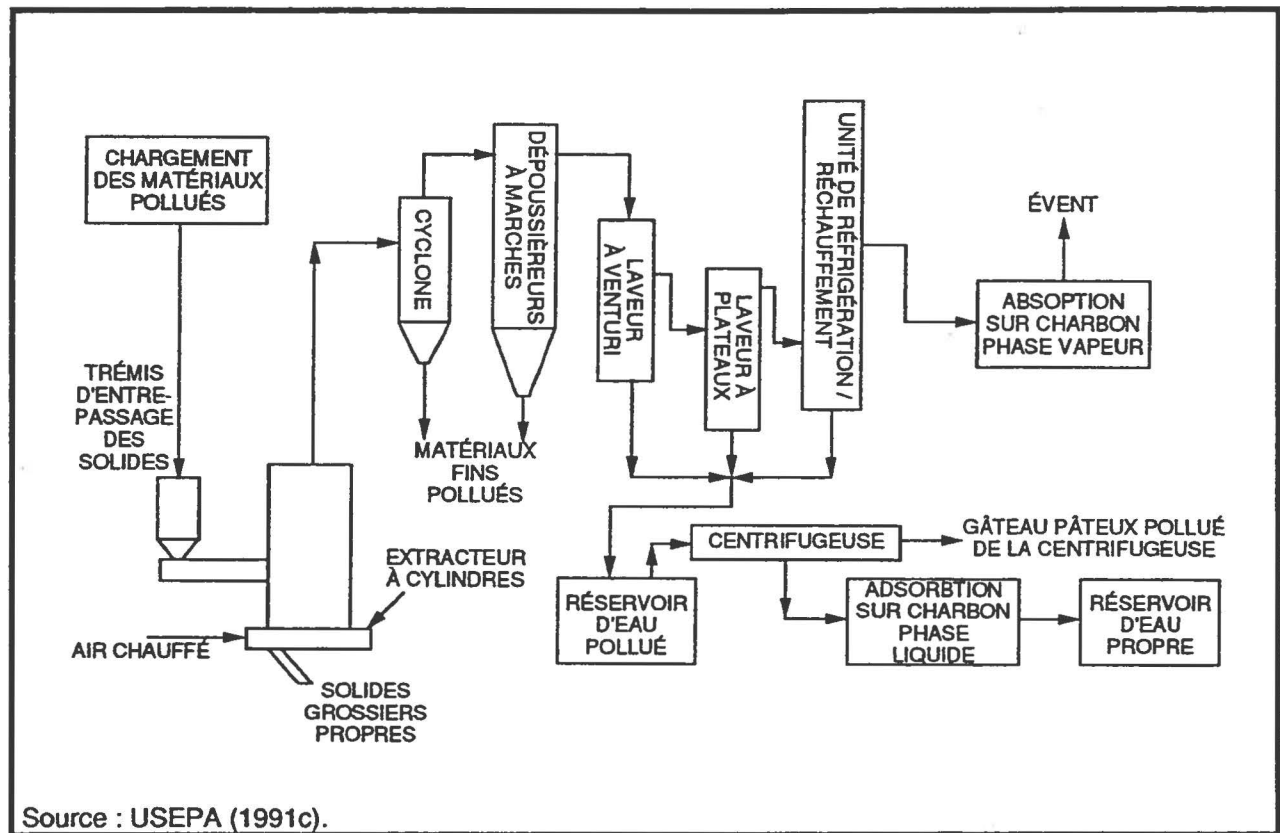 CHARGEMENT
DES MATÉRIAUX
POLLUÉS
TRÉMIS
D'ENTRE-
PASSAGE
DES
SOLIDES
AIR CHAUFFÉ
EXTRACTEUR
À CYLINDRES
SOLIDES
GROSSIERS
PROPRES
CYCLONE
DÉPOUSSIÈREURS
À MARCHES
MATÉRIAUX
FINS
POLLUÉS
LAVEUR
À VENTURI
LAVEUR À
PLATEAUX
UNITÉ DE RÉFRIGÉRATION /
RÉCHAUFFEMENT
ÉVENT
ABSOPTION
SUR CHARBON
PHASE VAPEUR
RÉSERVOIR
D'EAU
POLLUÉ
CENTRIFUGEUSE
GÂTEAU PÂTEUX POLLUÉ
DE LA CENTRIFUGEUSE
ADSORBTION
SUR CHARBON
PHASE
LIQUIDE
RÉSERVOIR
D'EAU
PROPRE
Source : USEPA (1991c).